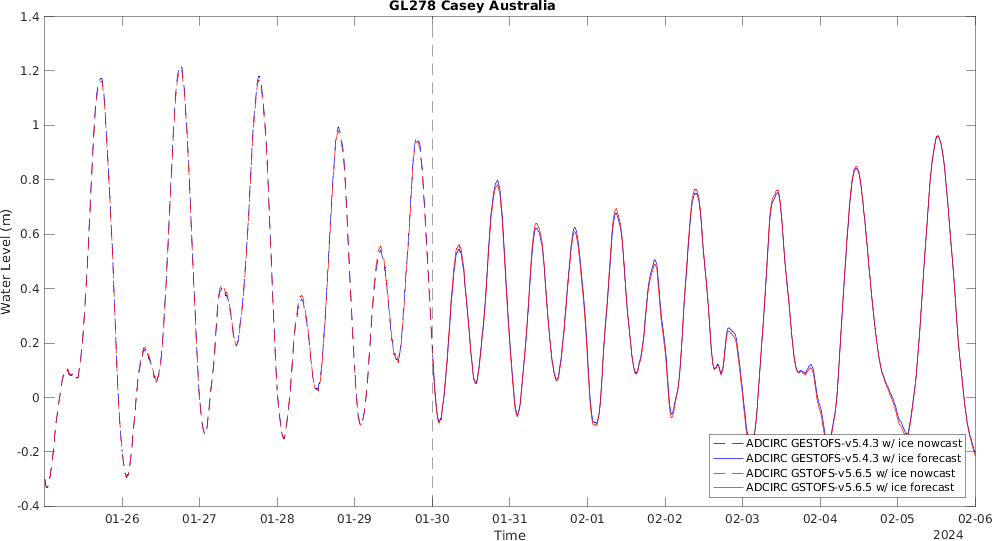 GL278 Casey Australia
1.4
1.2
1
0.8
0.6
0.4
0.2
0
-0.2
-0.4
Water Level (m)
ADCIRC GESTOFS-v5.4.3 w/ ice nowcast
ADCIRC GESTOFS-v5.4.3 w/ ice forecast
ADCIRC GSTOFS-v5.6.5 w/ ice nowcast
ADCIRC GSTOFS-v5.6.5 w/ ice forecast
01-26 01-27 01-28 01-29 01-30 01-31 02-01 02-02 02-03 02-04 02-05 02-06
Time
2024